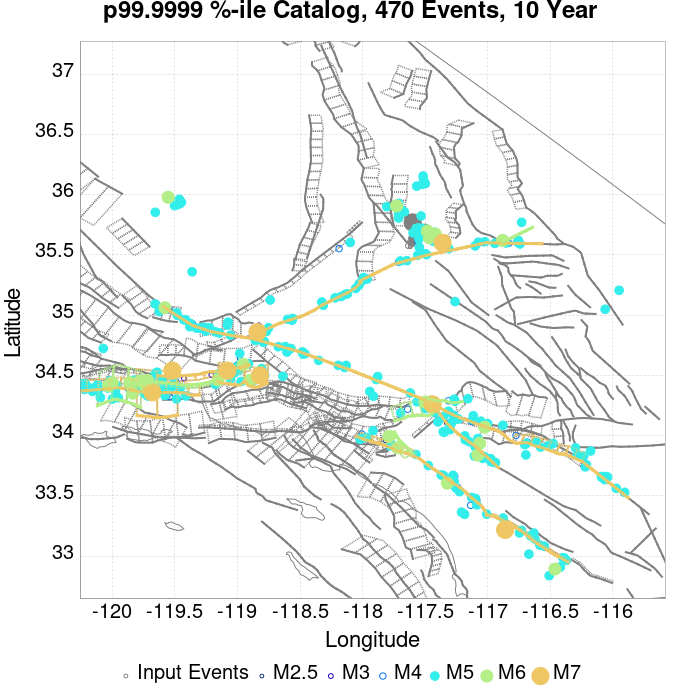 p99.9999 %-ile Catalog, 470 Events, 10 Year
37
36.5
36
35.5
35
34.5
34
33.5
33
Latitude
-120 -119.5 -119 -118.5 -118 -117.5 -117 -116.5 -116
Longitude
Input Events M2.5 M3 M4 M5 M6 M7